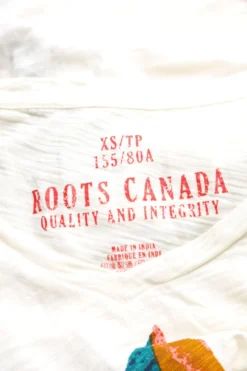 XS/TP
155/80A
ROOTS CANADA
QUALITY AND INTEGRITY
MADE IN INDIA
FABRIQUÉ EN INDE